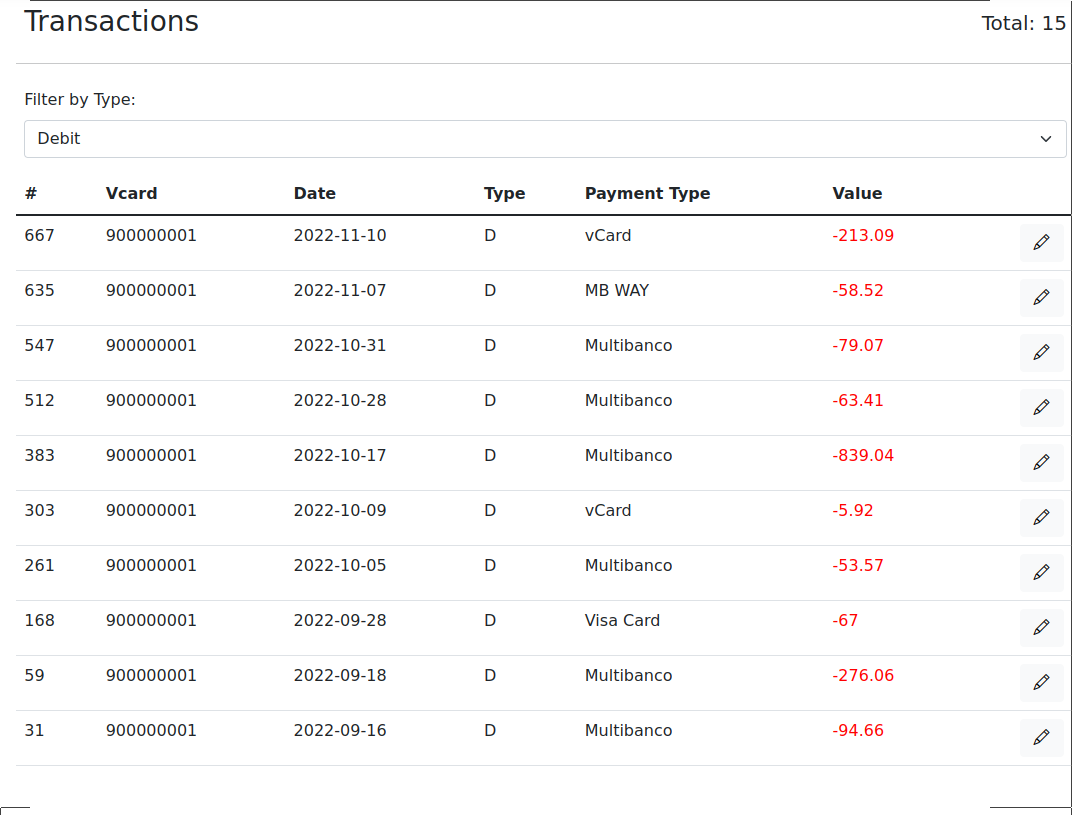 Transactions Total: 15
Filter by Type:
Debit
# Vcard Date Type Payment Type Value
667 900000001 2022-11-10 D vCard -213.09
635 900000001 2022-11-07 D MB WAY -58.52
547 900000001 2022-10-31 D Multibanco -79.07
512 900000001 2022-10-28 D Multibanco -63.41
383 900000001 2022-10-17 D Multibanco -839.04
303 900000001 2022-10-09 D vCard -5.92
261 900000001 2022-10-05 D Multibanco -53.57
168 900000001 2022-09-28 D Visa Card -67
59 900000001 2022-09-18 D Multibanco -276.06
31 900000001 2022-09-16 D Multibanco -94.66